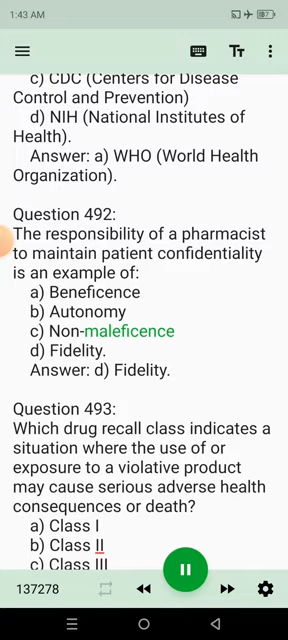 1:43 AM
67
c) CDC (Centers for Disease
Control and Prevention)
d) NIH (National Institutes of
Health).
Answer: a) WHO (World Health
Organization).
Question 492:
The responsibility of a pharmacist
to maintain patient confidentiality
is an example of:
a) Beneficence
b) Autonomy
c) Non-maleficence
d) Fidelity.
Answer: d) Fidelity.
Question 493:
Which drug recall class indicates a
situation where the use of or
exposure to a violative product
may cause serious adverse health
consequences or death?
a) Class I
b) Class II
c) Class III
137278